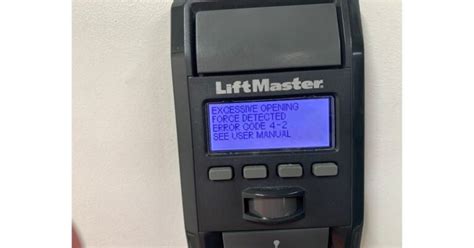 LiftMaster
EXCESSIVE OPENING
FORCE DETECTED
ERROR CODE 4-2
SEE USER MANUAL